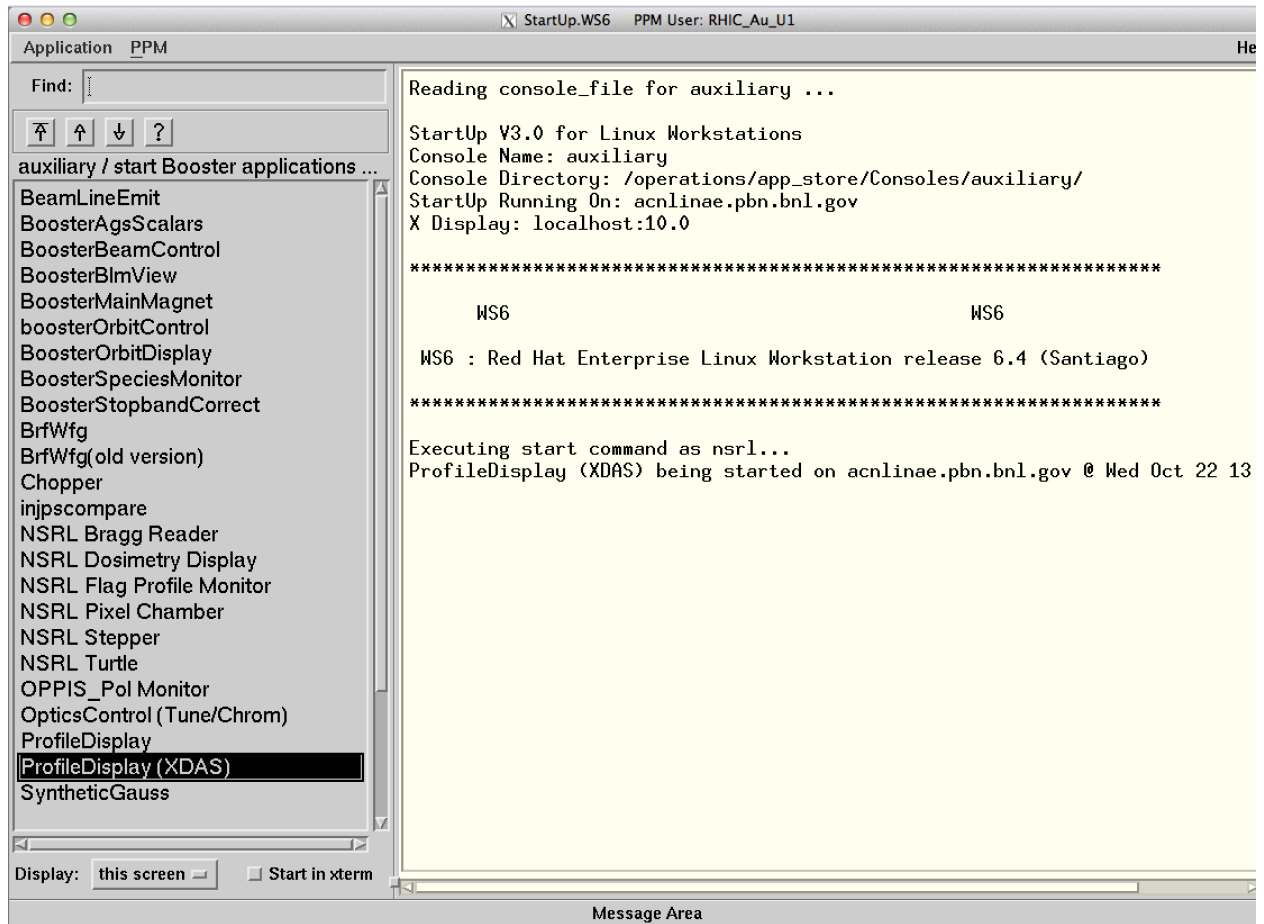 StartUp.WS6 PPM User: RHIC_Au_U1
Application PPM He
Find:
?
auxiliary / start Booster applications ...
BeamLineEmit
BoosterAgsScalars
BoosterBeamControl
BoosterBlmView
BoosterMainMagnet
boosterOrbitControl
BoosterOrbitDisplay
BoosterSpeciesMonitor
BoosterStopbandCorrect
BrfWfg
BrfWfg(old version)
Chopper
injpscompare
NSRL Bragg Reader
NSRL Dosimetry Display
NSRL Flag Profile Monitor
NSRL Pixel Chamber
NSRL Stepper
NSRL Turtle
OPPIS_Pol Monitor
OpticsControl (Tune/Chrom)
ProfileDisplay
ProfileDisplay (XDAS)
SyntheticGauss
Display: this screen Start in xterm
Reading console_file for auxiliary ...
StartUp V3.0 for Linux Workstations
Console Name: auxiliary
Console Directory: /operations/app_store/Consoles/auxiliary/
StartUp Running On: acnlinae.pbn.bnl.gov
X Display: localhost:10.0
*******************************************************************
WS6 WS6
WS6 : Red Hat Enterprise Linux Workstation release 6.4 (Santiago)
*******************************************************************
Executing start command as nsrl...
ProfileDisplay (XDAS) being started on acnlinae.pbn.bnl.gov @ Wed Oct 22 13
Message Area